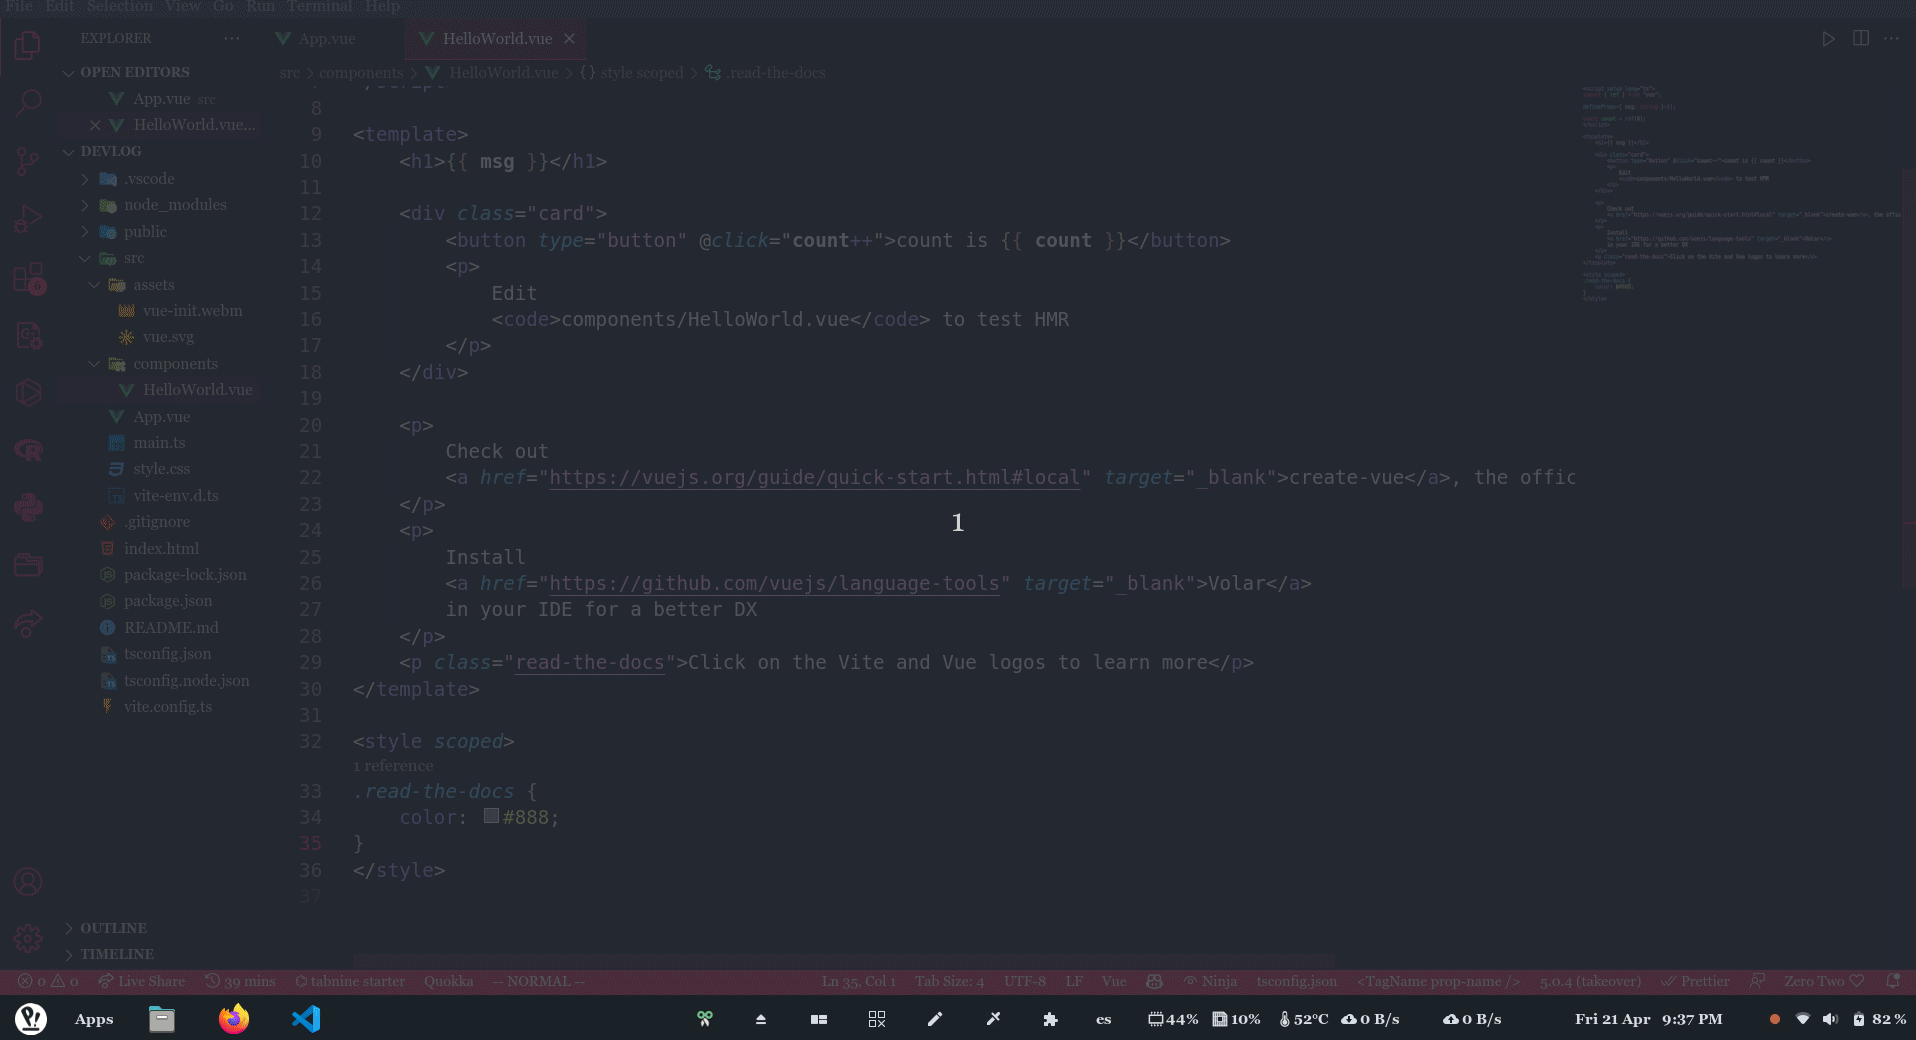 File Edit Selection View Go Run Terminal Help
EXPLORER
App.vue
HelloWorld.vue
OPEN EDITORS
App.vue src
HelloWorld.vue...
DEVLOG
.vscode
node_modules
public
src
assets
vue-init.webm
vue.svg
components
HelloWorld.vue
App.vue
main.ts
style.css
vite-env.d.ts
.gitignore
index.html
package-lock.json
package.json
README.md
tsconfig.json
tsconfig.node.json
vite.config.ts
OUTLINE
TIMELINE
src > components > HelloWorld.vue > {} style scoped > .read-the-docs
8
9 <template>
10 <h1>{{ msg }}</h1>
11
12 <div class="card">
13 <button type="button" @click="count++">count is {{ count }}</button>
14 <p>
15 Edit
16 <code>components/HelloWorld.vue</code> to test HMR
17 </p>
18 </div>
19
20 <p>
21 Check out
22 <a href="https://vuejs.org/guide/quick-start.html#local" target="_blank">create-vue</a>, the offic
23 </p>
24 <p>
25 Install
26 <a href="https://github.com/vuejs/language-tools" target="_blank">Volar</a>
27 in your IDE for a better DX
28 </p>
29 <p class="read-the-docs">Click on the Vite and Vue logos to learn more</p>
30 </template>
31
32 <style scoped>
1 reference
33 .read-the-docs {
34 color: #888;
35 }
36 </style>
37
1
0 0 Live Share 39 mins tabnine starter Quokka -- NORMAL -- Ln 35, Col 1 Tab Size: 4 UTF-8 LF Vue Ninja tsconfig.json <TagName prop-name /> 5.0.4 (takeover) Prettier Zero Two
Apps es 44% 10% 52°C 0 B/s 0 B/s Fri 21 Apr 9:37 PM 82 %